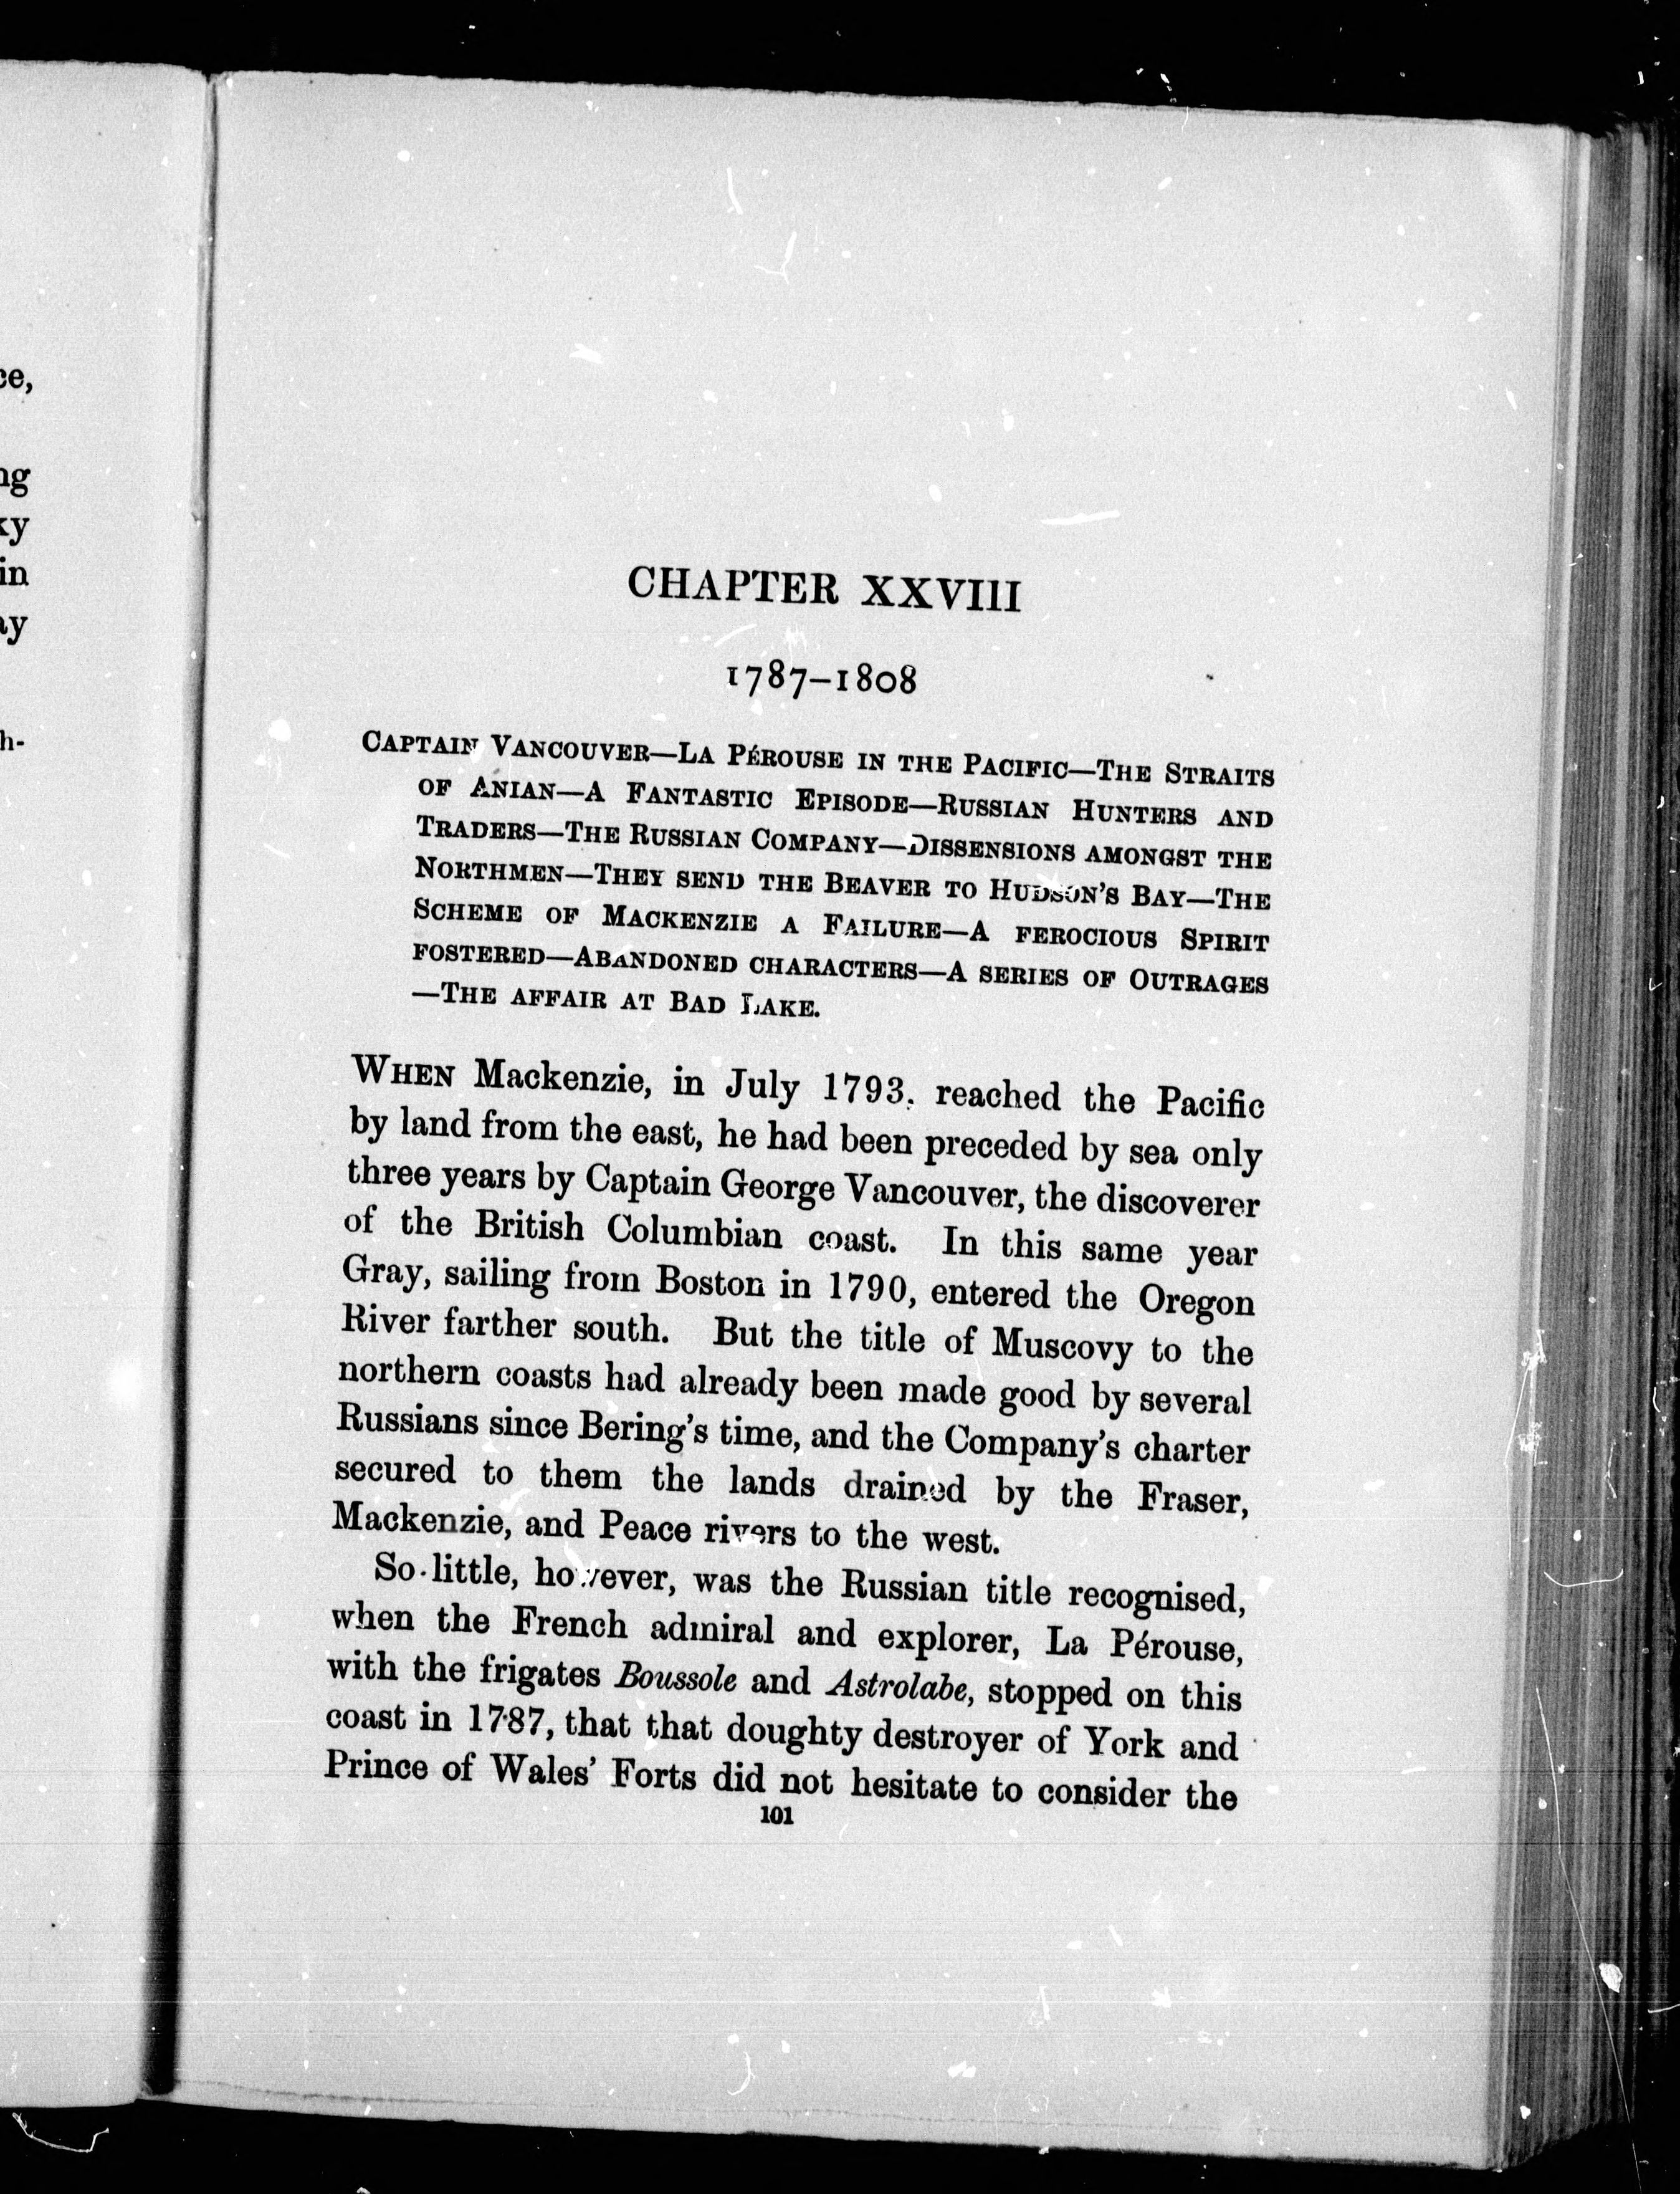 ce,
ng
ky
in
ay
h-
CHAPTER XXVIII
1787–1808
CAPTAIN VANCOUVER—LA PÉROUSE IN THE PACIFIC—THE STRAITS
OF ANIAN—A FANTASTIC EPISODE—RUSSIAN HUNTERS AND
TRADERS—THE RUSSIAN COMPANY—DISSENSIONS AMONGST THE
NORTHMEN—THEY SEND THE BEAVER TO HUDSON'S BAY—THE
SCHEME OF MACKENZIE A FAILURE—A FEROCIOUS SPIRIT
FOSTERED—ABANDONED CHARACTERS—A SERIES OF OUTRAGES
—THE AFFAIR AT BAD LAKE.
WHEN Mackenzie, in July 1793, reached the Pacific
by land from the east, he had been preceded by sea only
three years by Captain George Vancouver, the discoverer
of the British Columbian coast. In this same year
Gray, sailing from Boston in 1790, entered the Oregon
River farther south. But the title of Muscovy to the
northern coasts had already been made good by several
Russians since Bering's time, and the Company's charter
secured to them the lands drained by the Fraser,
Mackenzie, and Peace rivers to the west.
So little, however, was the Russian title recognised,
when the French admiral and explorer, La Pérouse,
with the frigates Boussole and Astrolabe, stopped on this
coast in 1787, that that doughty destroyer of York and
Prince of Wales' Forts did not hesitate to consider the
101